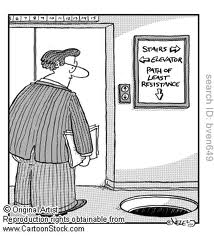 STAIRS ⇨
⇦ ELEVATOR
PATH OF
LEAST
RESISTANCE
⇩
© Original Artist
Reproduction rights obtainable from
www.CartoonStock.com
search ID: bven649